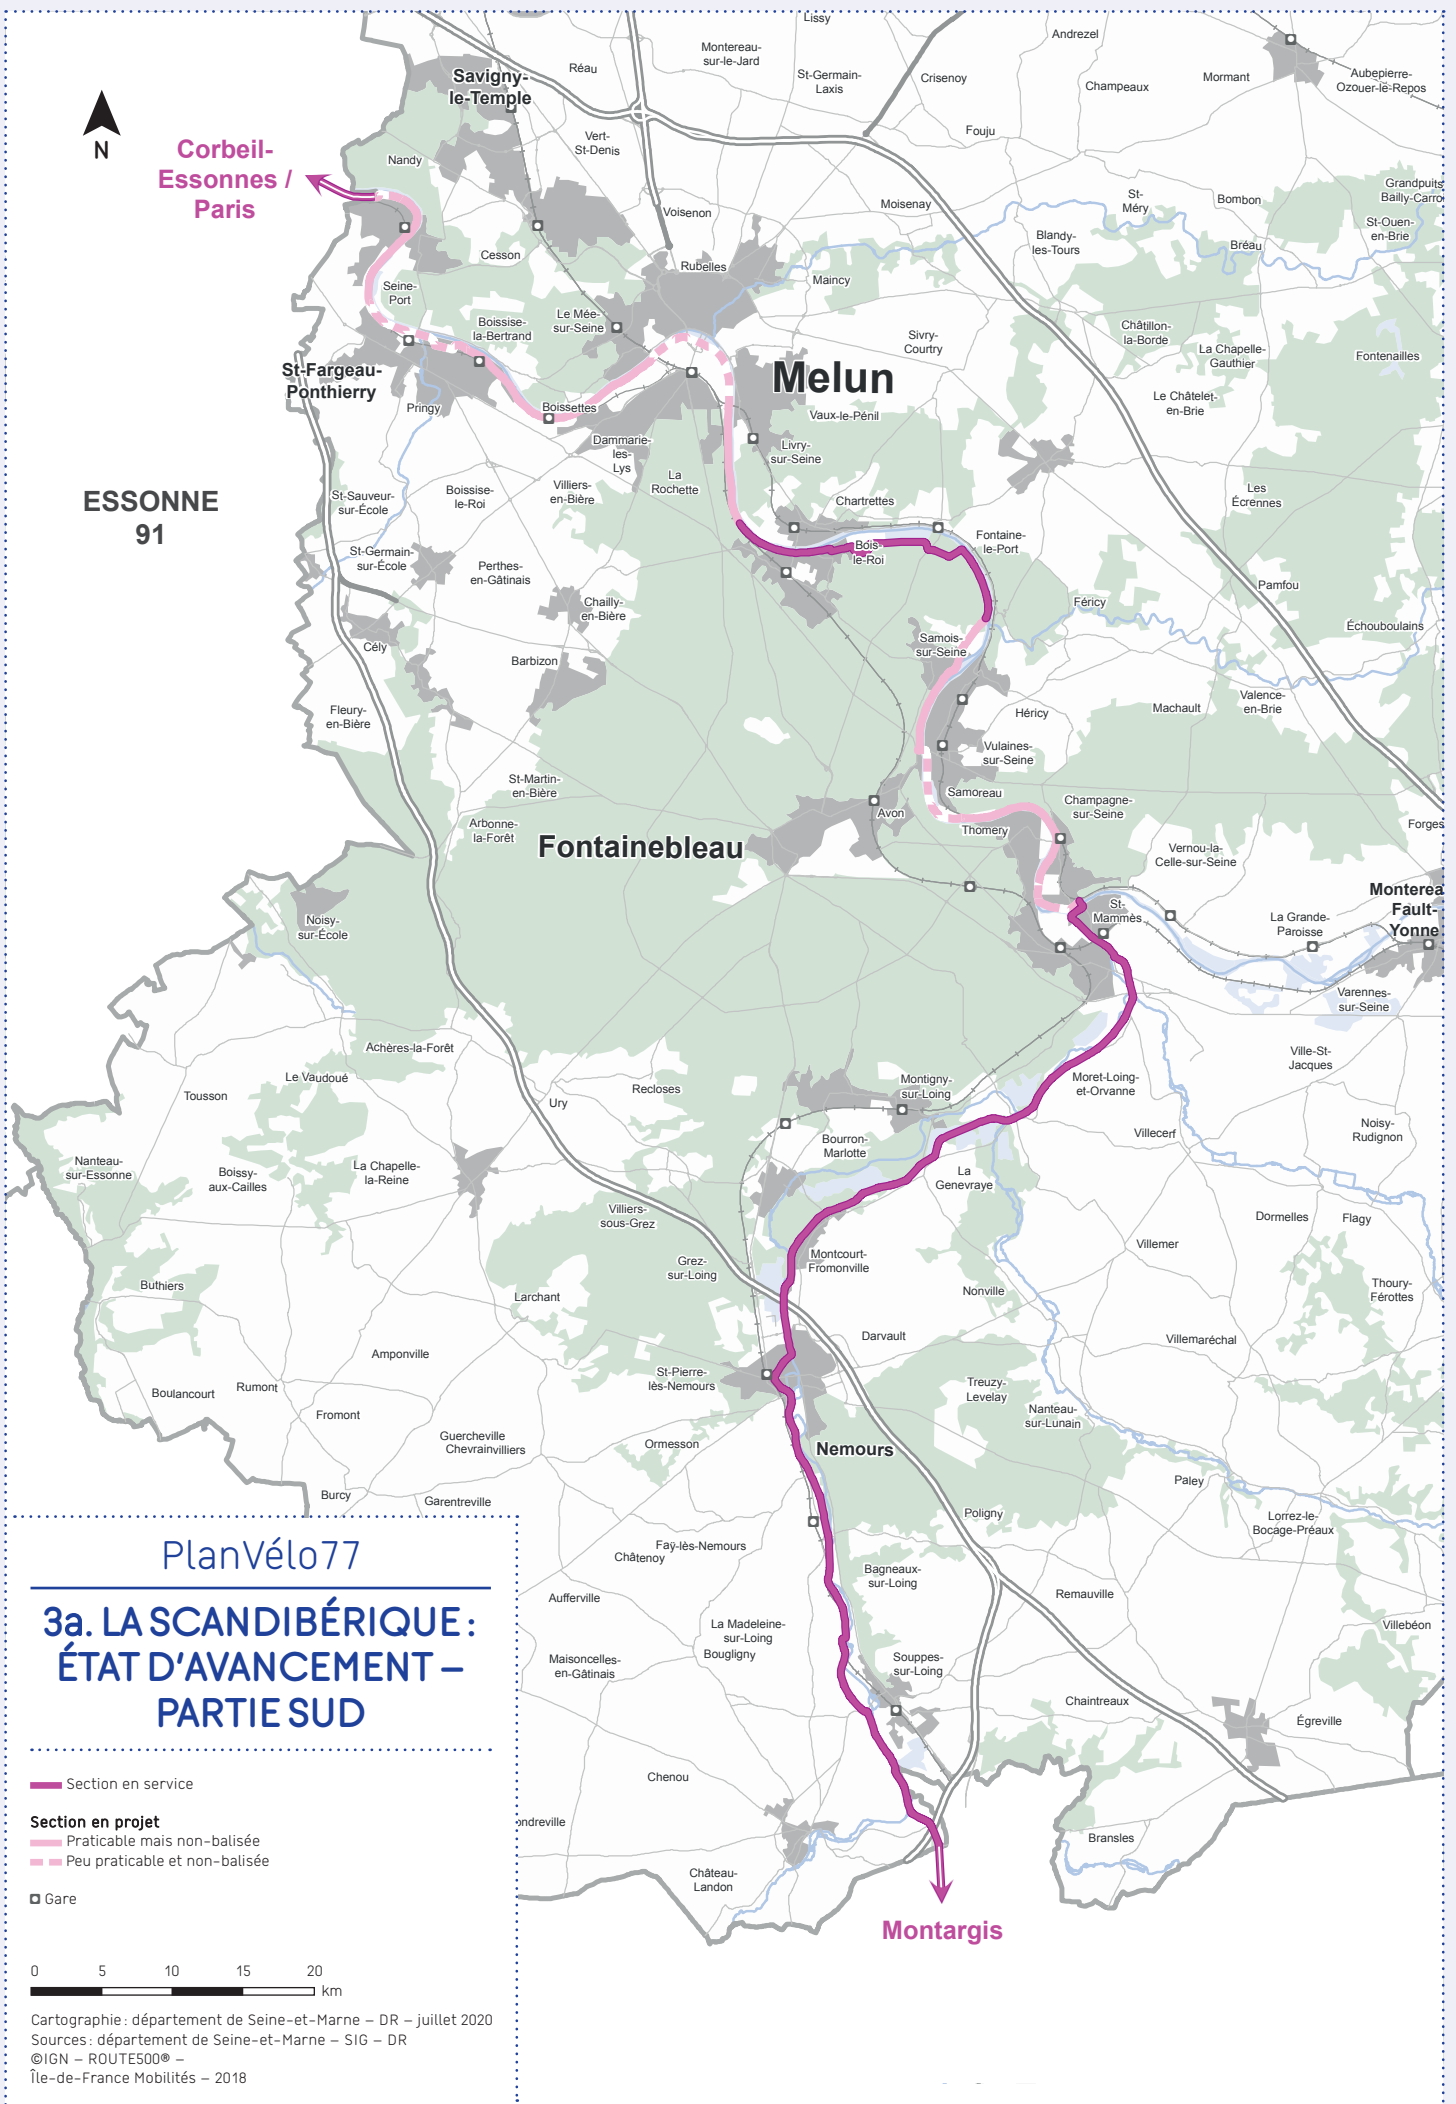 Lissy
Andrezel
Montereau-
sur-le-Jard
Réau
Savigny-
le-Temple
St-Germain-
Laxis
Crisenoy
Champeaux
Mormant
Aubepierre-
Ozouer-le-Repos
N
Corbeil-
Essonnes /
Paris
Nandy
Vert-
St-Denis
Fouju
Voisenon
Moisenay
St-
Méry
Bombon
Grandpuits
Bailly-Carro
St-Ouen-
en-Brie
Blandy-
les-Tours
Bréau
Cesson
Rubelles
Maincy
Seine-
Port
Boissise-
la-Bertrand
Le Mée-
sur-Seine
Sivry-
Courtry
Châtillon-
la-Borde
La Chapelle-
Gauthier
Fontenailles
St-Fargeau-
Ponthierry
Melun
Le Châtelet-
en-Brie
Pringy
Boissettes
Vaux-le-Pénil
Dammarie-
les-
Lys
Livry-
sur-Seine
La
Rochette
ESSONNE
91
St-Sauveur-
sur-École
Boissise-
le-Roi
Villiers-
en-Bière
Chartrettes
Les
Écrennes
Bois-
le-Roi
Fontaine-
le-Port
St-Germain-
sur-École
Perthes-
en-Gâtinais
Pamfou
Chailly-
en-Bière
Féricy
Échouboulains
Cély
Samois-
sur-Seine
Barbizon
Fleury-
en-Bière
Héricy
Machault
Valence-
en-Brie
Vulaines-
sur-Seine
St-Martin-
en-Bière
Samoreau
Champagne-
sur-Seine
Avon
Arbonne-
la-Forêt
Fontainebleau
Thomery
Forges
Vernou-la-
Celle-sur-Seine
Noisy-
sur-École
St-
Mammès
La Grande-
Paroisse
Monterea
Fault-
Yonne
Varennes-
sur-Seine
Achères-la-Forêt
Le Vaudoué
Ville-St-
Jacques
Tousson
Recloses
Montigny-
sur-Loing
Moret-Loing-
et-Orvanne
Ury
Noisy-
Rudignon
Villecerf
Bourron-
Marlotte
Nanteau-
sur-Essonne
Boissy-
aux-Cailles
La Chapelle-
la-Reine
La
Genevraye
Villiers-
sous-Grez
Dormelles
Flagy
Villemer
Grez-
sur-Loing
Montcourt-
Fromonville
Buthiers
Larchant
Nonville
Thoury-
Férottes
Darvault
Villemaréchal
Amponville
St-Pierre-
lès-Nemours
Boulancourt
Rumont
Treuzy-
Levelay
Fromont
Nanteau-
sur-Lunain
Guercheville
Chevrainvilliers
Ormesson
Nemours
Paley
Burcy
Garentreville
Poligny
Lorrez-le-
Bocage-Préaux
Faÿ-lès-Nemours
Châtenoy
Bagneaux-
sur-Loing
Aufferville
Remauville
La Madeleine-
sur-Loing
Bougligny
Villebéon
Maisoncelles-
en-Gâtinais
Souppes-
sur-Loing
Chaintreaux
Égreville
Chenou
ondreville
Bransles
Château-
Landon
Montargis
PlanVélo77
3a. LA SCANDIBÉRIQUE :
ÉTAT D'AVANCEMENT –
PARTIE SUD
Section en service
Section en projet
Praticable mais non-balisée
Peu praticable et non-balisée
Gare
0 5 10 15 20
km
Cartographie : département de Seine-et-Marne – DR – juillet 2020
Sources : département de Seine-et-Marne – SIG – DR
©IGN – ROUTE500® –
Île-de-France Mobilités – 2018